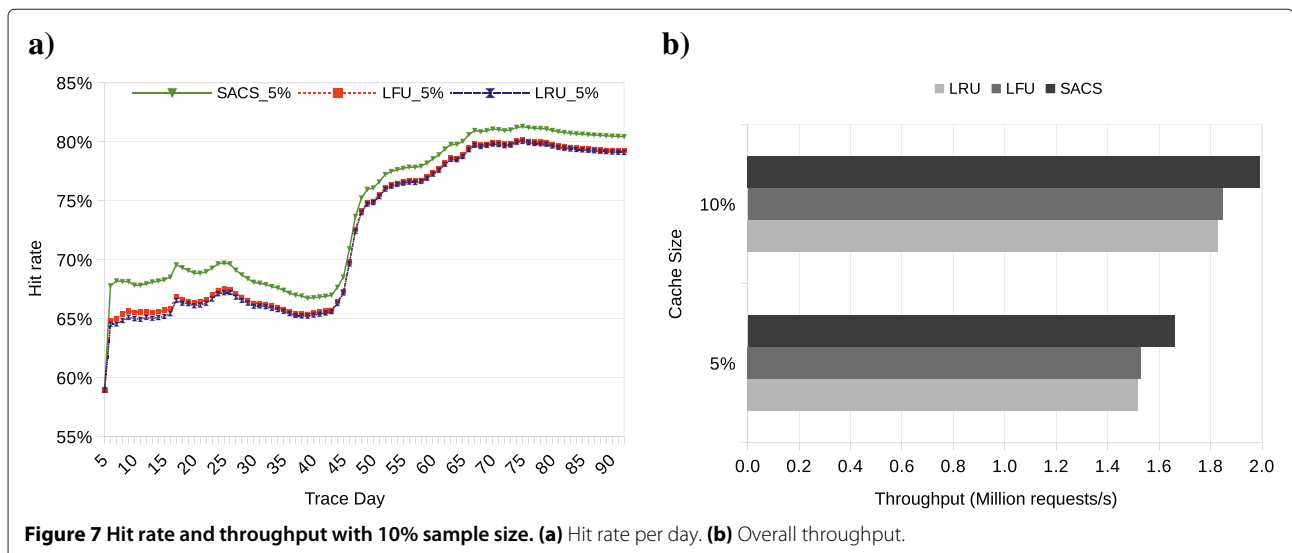 a)
85%
80%
75%
70%
65%
60%
55%
Hit rate
SACS_5% LFU_5% LRU_5%
5 10 15 20 25 30 35 40 45 50 55 60 65 70 75 80 85 90
Trace Day
b)
LRU LFU SACS
Cache Size
10%
5%
0.0 0.2 0.4 0.6 0.8 1.0 1.2 1.4 1.6 1.8 2.0
Throughput (Million requests/s)
Figure 7 Hit rate and throughput with 10% sample size. (a) Hit rate per day. (b) Overall throughput.